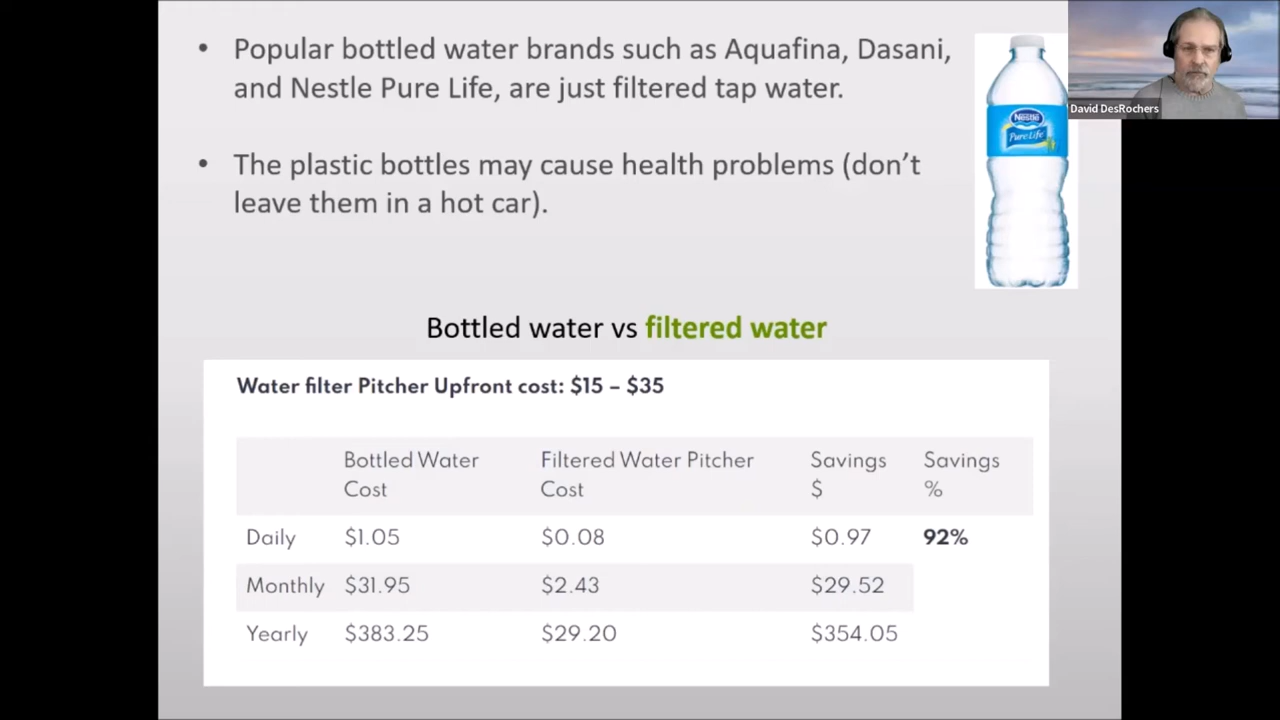 • Popular bottled water brands such as Aquafina, Dasani,
and Nestle Pure Life, are just filtered tap water.
• The plastic bottles may cause health problems (don't
leave them in a hot car).
Nestle
Pure Life
David DesRochers
Bottled water vs filtered water
Water filter Pitcher Upfront cost: $15 – $35
Bottled Water Cost Filtered Water Pitcher Cost Savings $ Savings %
Daily $1.05 $0.08 $0.97 92%
Monthly $31.95 $2.43 $29.52
Yearly $383.25 $29.20 $354.05